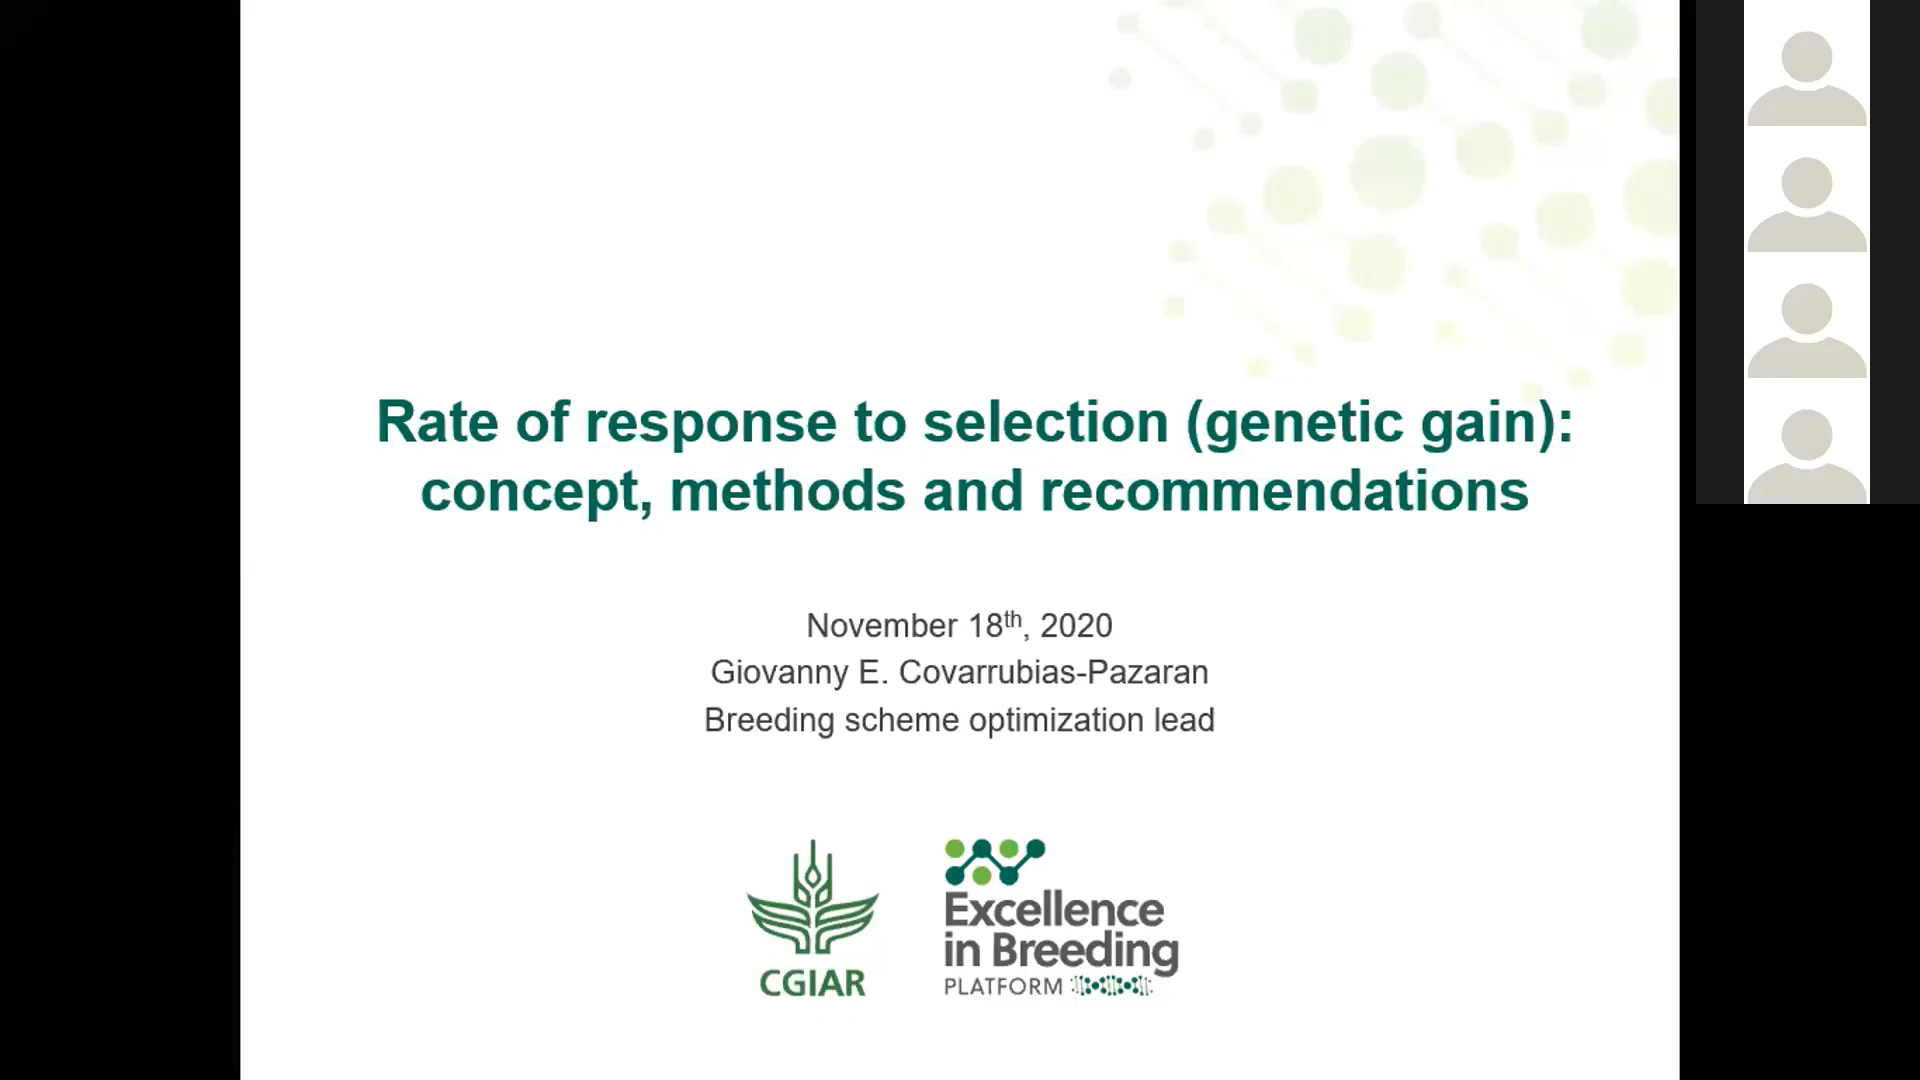 Rate of response to selection (genetic gain):
concept, methods and recommendations
November 18th, 2020
Giovanny E. Covarrubias-Pazaran
Breeding scheme optimization lead
CGIAR
Excellence
in Breeding
PLATFORM